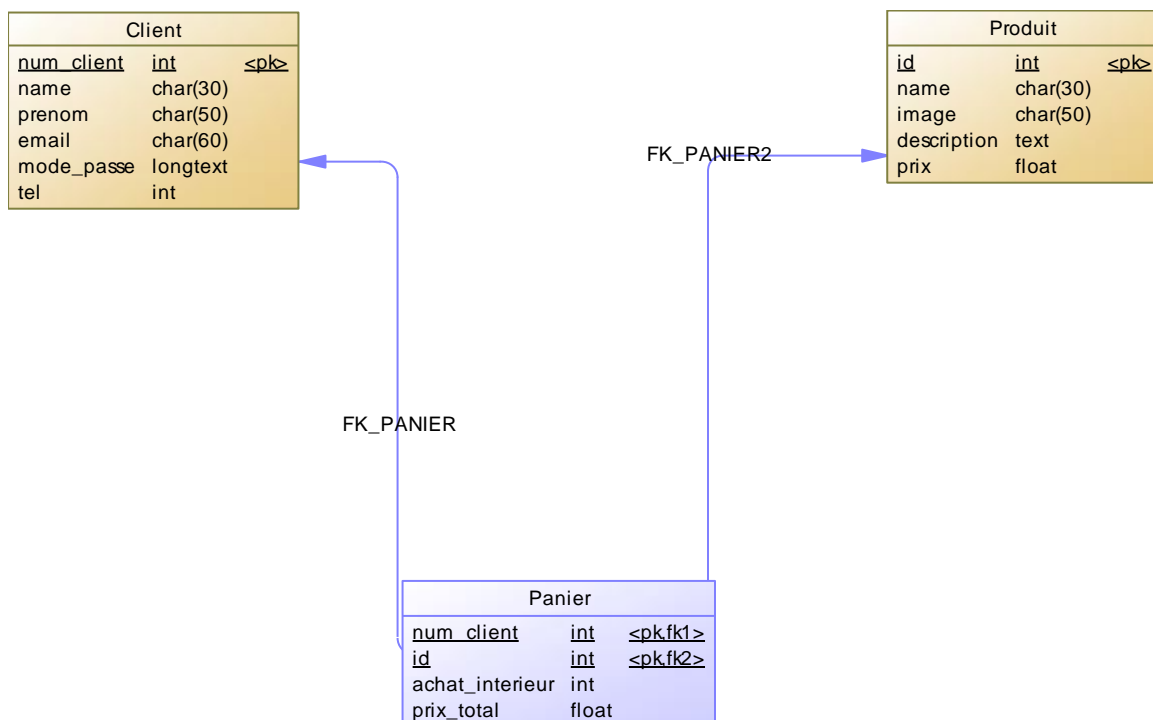 Client
num_client int <pk>
name char(30)
prenom char(50)
email char(60)
mode_passe longtext
tel int
Produit
id int <pk>
name char(30)
image char(50)
description text
prix float
FK_PANIER2
FK_PANIER
Panier
num_client int <pk,fk1>
id int <pk,fk2>
achat_interieur int
prix_total float